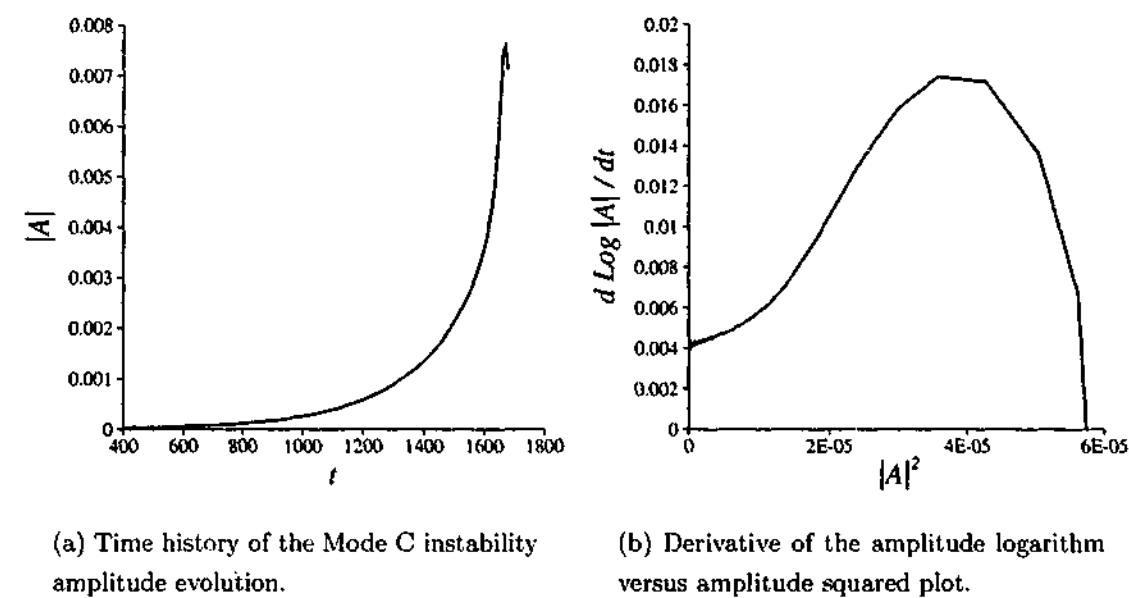 0.008
0.007
0.006
0.005
0.004
0.003
0.002
0.001
0
|A|
400
600
800
1000
1200
1400
1600
1800
t
0.02
0.018
0.016
0.014
0.012
0.01
0.008
0.006
0.004
0.002
0
d Log |A| / dt
0
2E-05
4E-05
6E-05
|A|²
(a) Time history of the Mode C instability
amplitude evolution.
(b) Derivative of the amplitude logarithm
versus amplitude squared plot.